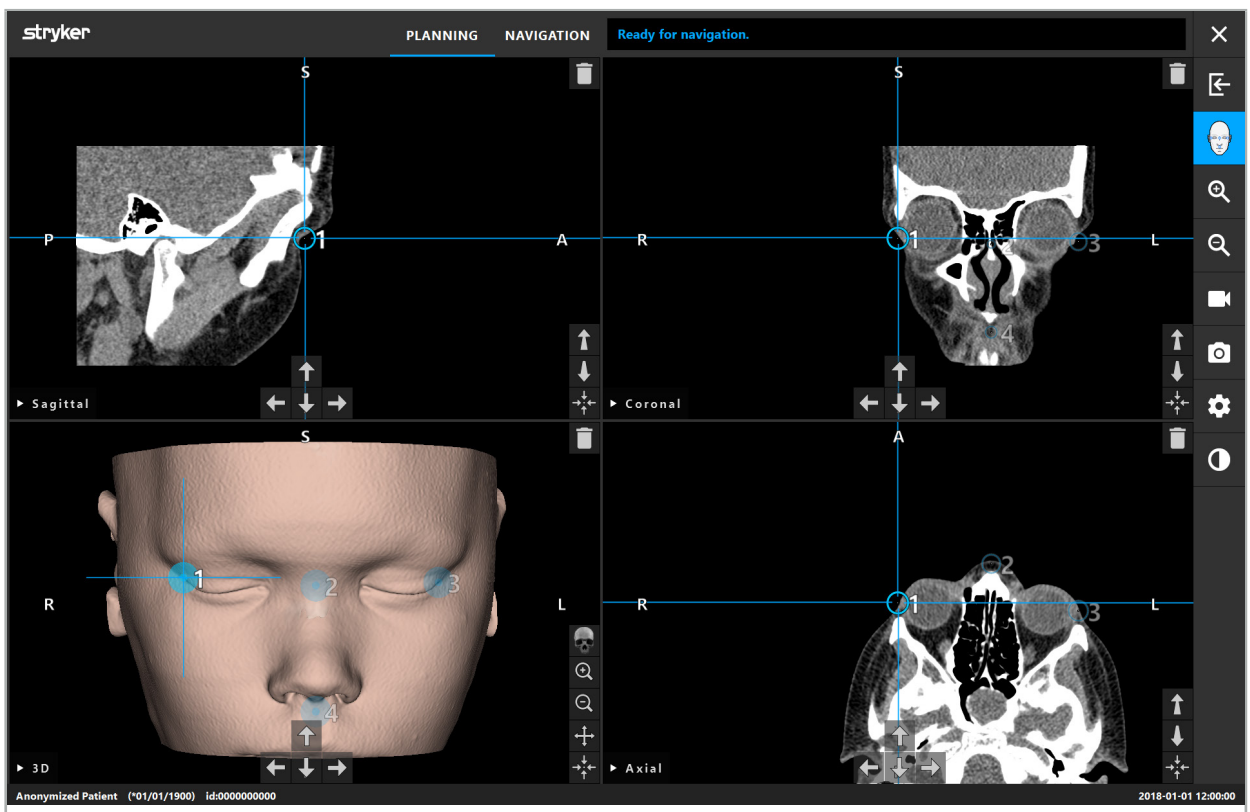 stryker
PLANNING NAVIGATION Ready for navigation.
S
P A
1
Sagittal
S
R L
1 2 3
4
Coronal
S
1 2 3
R L
4
3D
A
2
R L
1 3
Axial
Anonymized Patient (*01/01/1900) id:0000000000 2018-01-01 12:00:00